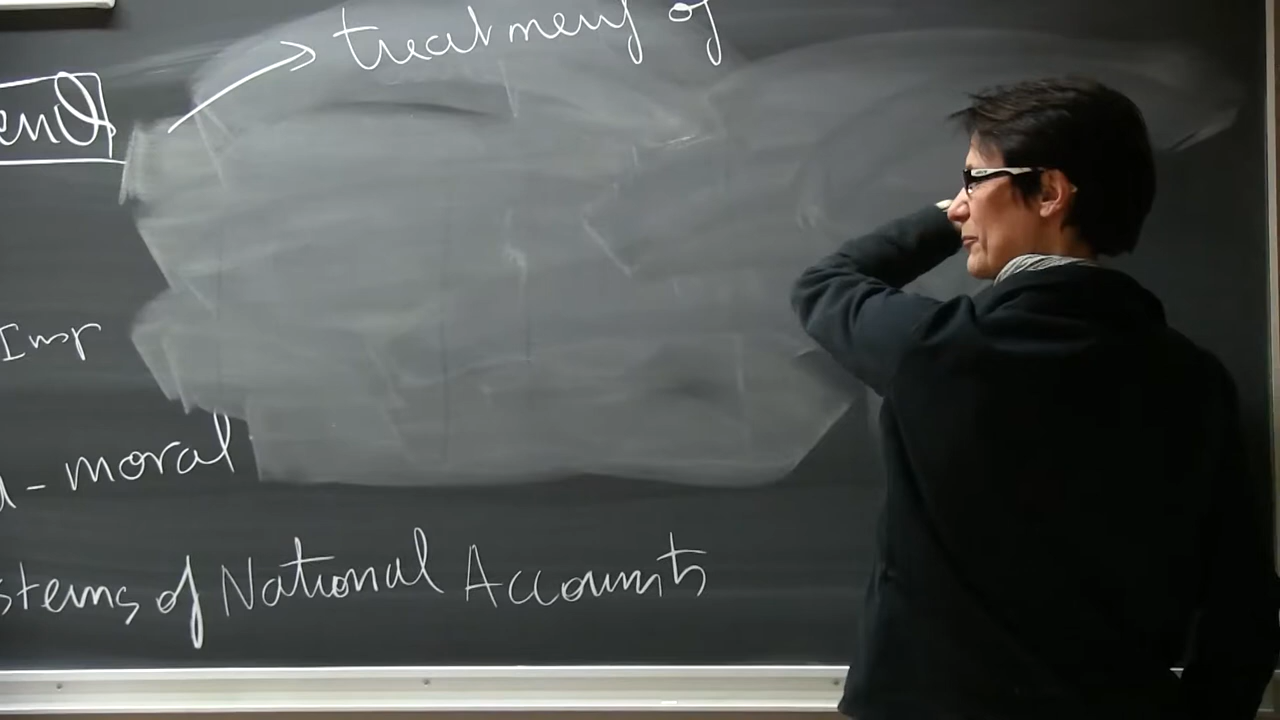 → treatment of
Imp
- moral
stems of National Accounts